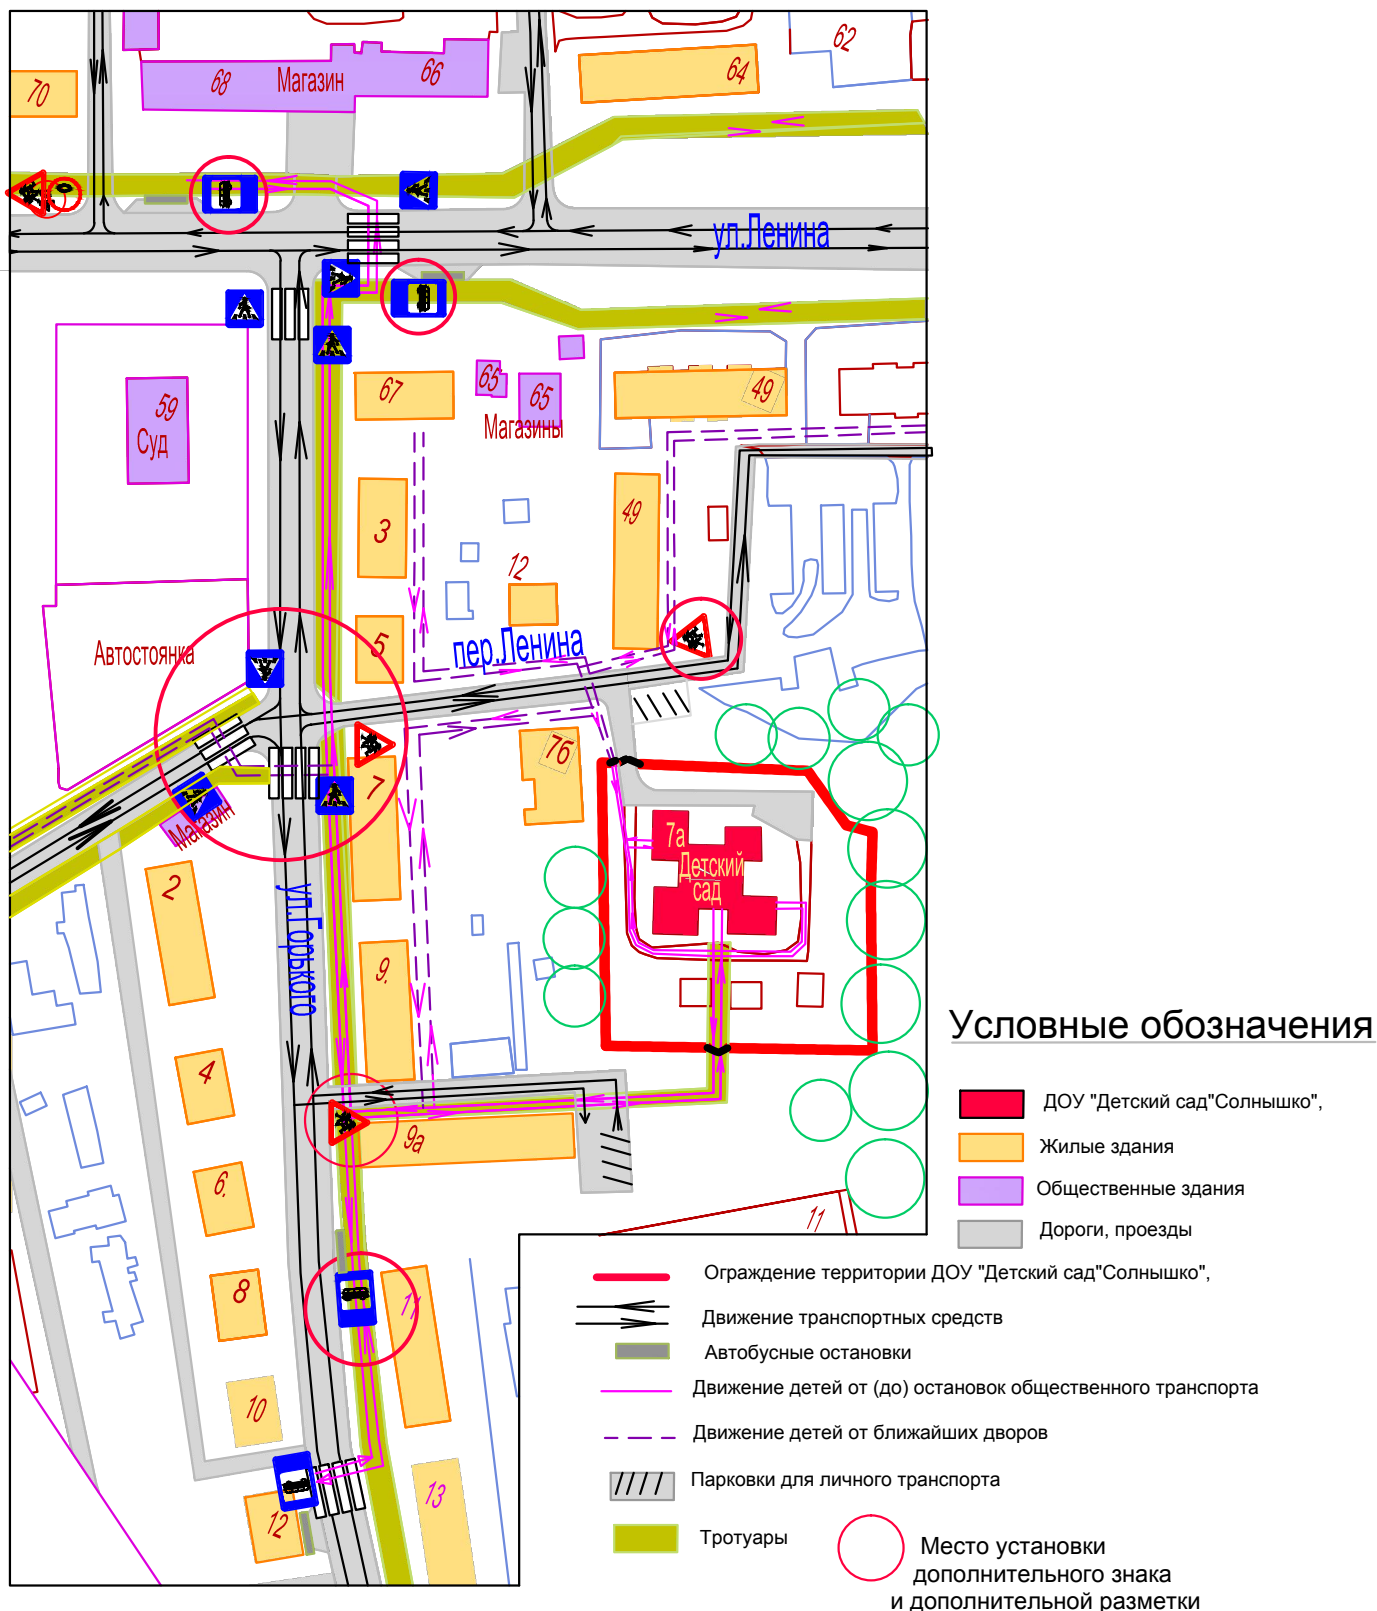 62
64
66
68
Магазин
70
ул.Ленина
67
65
65
Магазины
49
59
Суд
3
49
12
5
пер.Ленина
Автостоянка
7б
7
Магазин
7а
Детский
сад
2
ул.Горького
9.
4
9а
6.
11
8
11
10
13
12
Условные обозначения
ДОУ "Детский сад"Солнышко",
Жилые здания
Общественные здания
Дороги, проезды
Ограждение территории ДОУ "Детский сад"Солнышко",
Движение транспортных средств
Автобусные остановки
Движение детей от (до) остановок общественного транспорта
Движение детей от ближайших дворов
Парковки для личного транспорта
Тротуары
Место установки
дополнительного знака
и дополнительной разметки